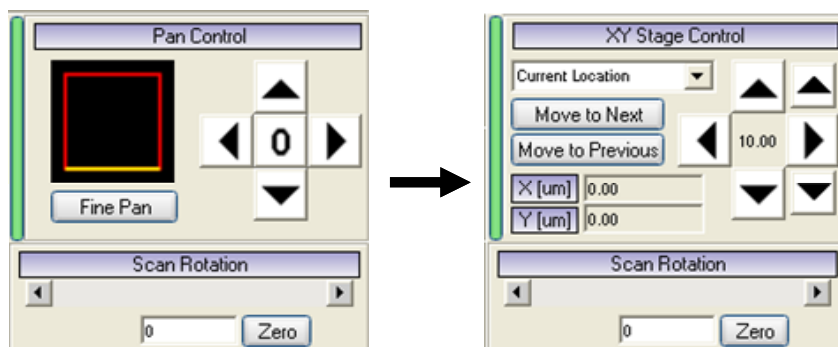 Pan Control
0
Fine Pan
Scan Rotation
0 Zero
XY Stage Control
Current Location
Move to Next
10.00
Move to Previous
X [um] 0.00
Y [um] 0.00
Scan Rotation
0 Zero